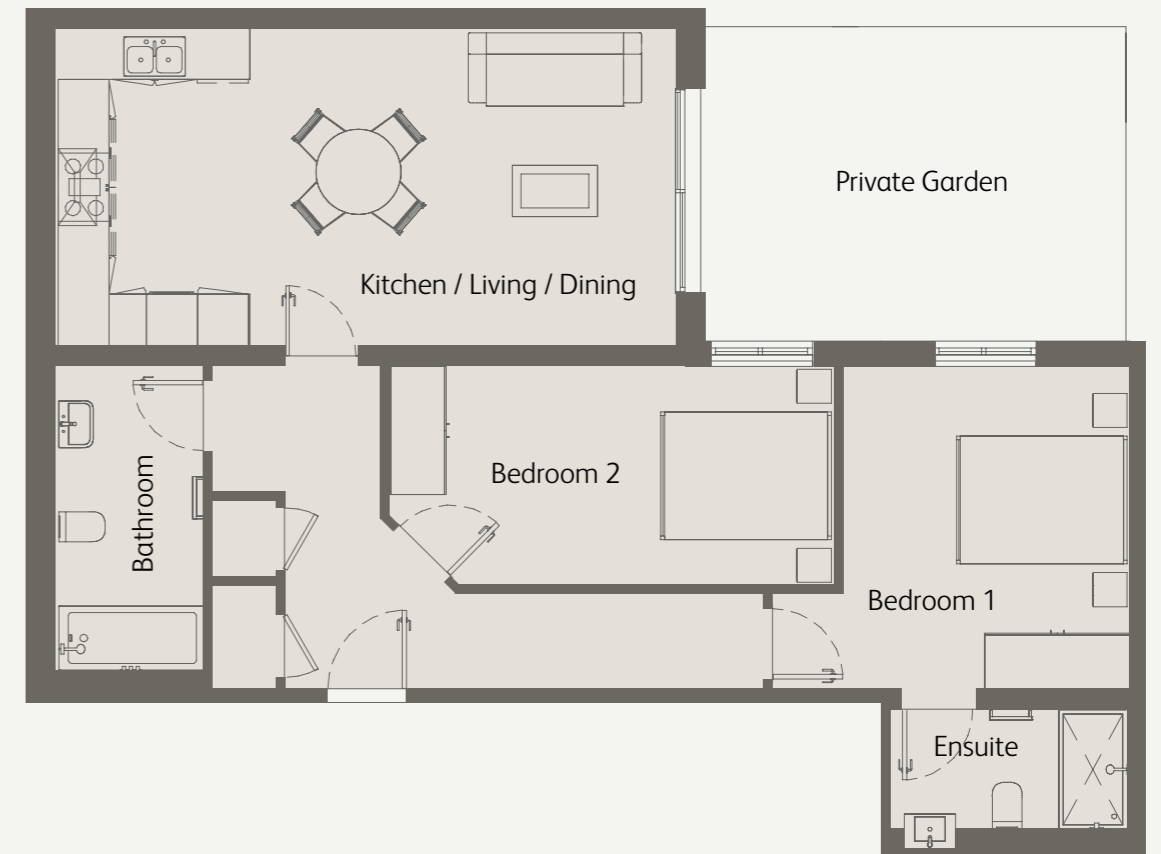 Private Garden
Kitchen / Living / Dining
Bathroom
Bedroom 2
Bedroom 1
Ensuite